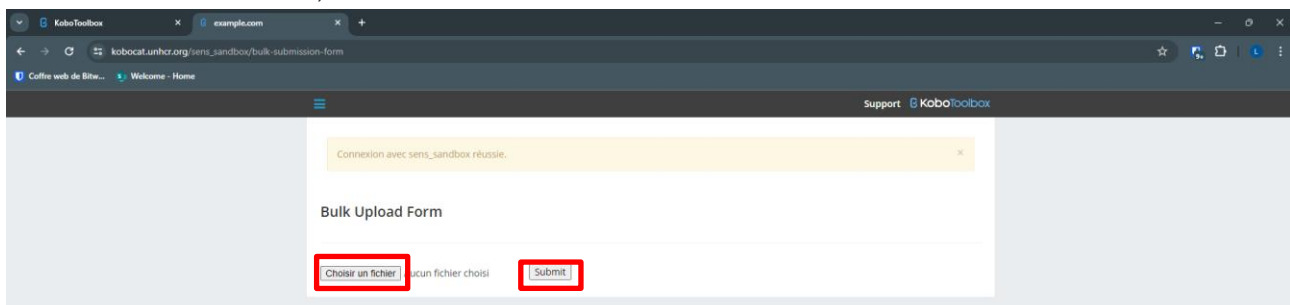 KoboToolbox
example.com
kobocat.unhcr.org/sens_sandbox/bulk-submission-form
Coffre web de Bitw... Welcome - Home
Support KoboToolbox
Connexion avec sens_sandbox réussie.
Bulk Upload Form
Choisir un fichier ucun fichier choisi Submit